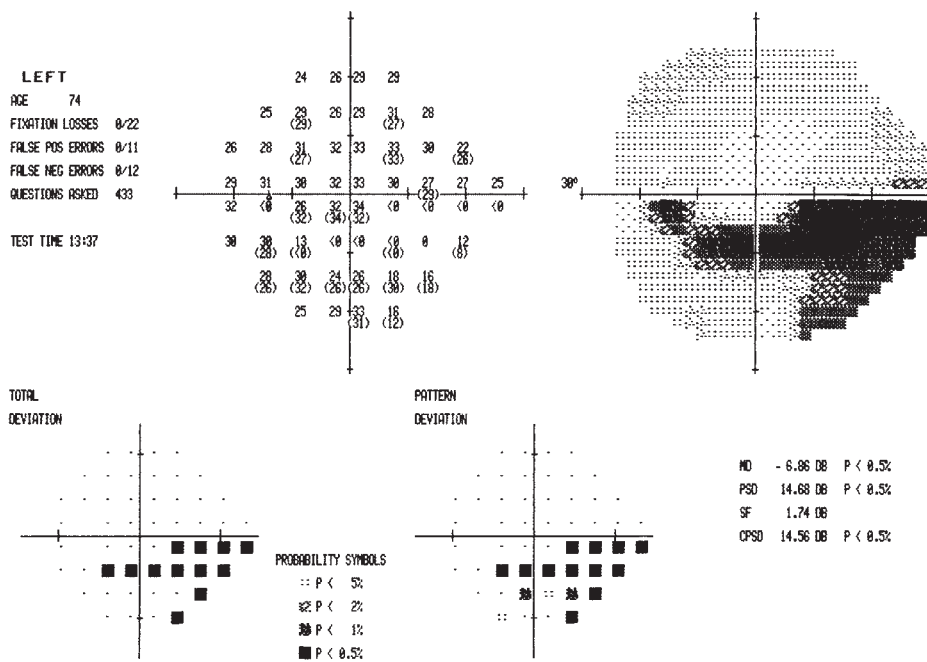 LEFT
AGE 74
FIXATION LOSSES 0/22
FALSE POS ERRORS 0/11
FALSE NEG ERRORS 0/12
QUESTIONS ASKED 433
TEST TIME 13:37
24 26 29 29
25 29 26 29 31 28
(29) (27)
26 28 31 32 33 33 30 22
(27) (33) (26)
29 31 30 32 33 30 27 27 25
(29)
32 <0 26 32 34 <0 <0 <0 <0
(32) (34) (32)
30 30 13 <0 <0 <0 0 12
(28) (<0) (<0) (8)
28 30 24 26 18 16
(26) (32) (26) (26) (30) (18)
25 29 33 18
(31) (12)
30°
TOTAL
DEVIATION
PATTERN
DEVIATION
PROBABILITY SYMBOLS
P < 5%
P < 2%
P < 1%
P < 0.5%
MD - 6.86 DB P < 0.5%
PSD 14.68 DB P < 0.5%
SF 1.74 DB
CPSD 14.56 DB P < 0.5%